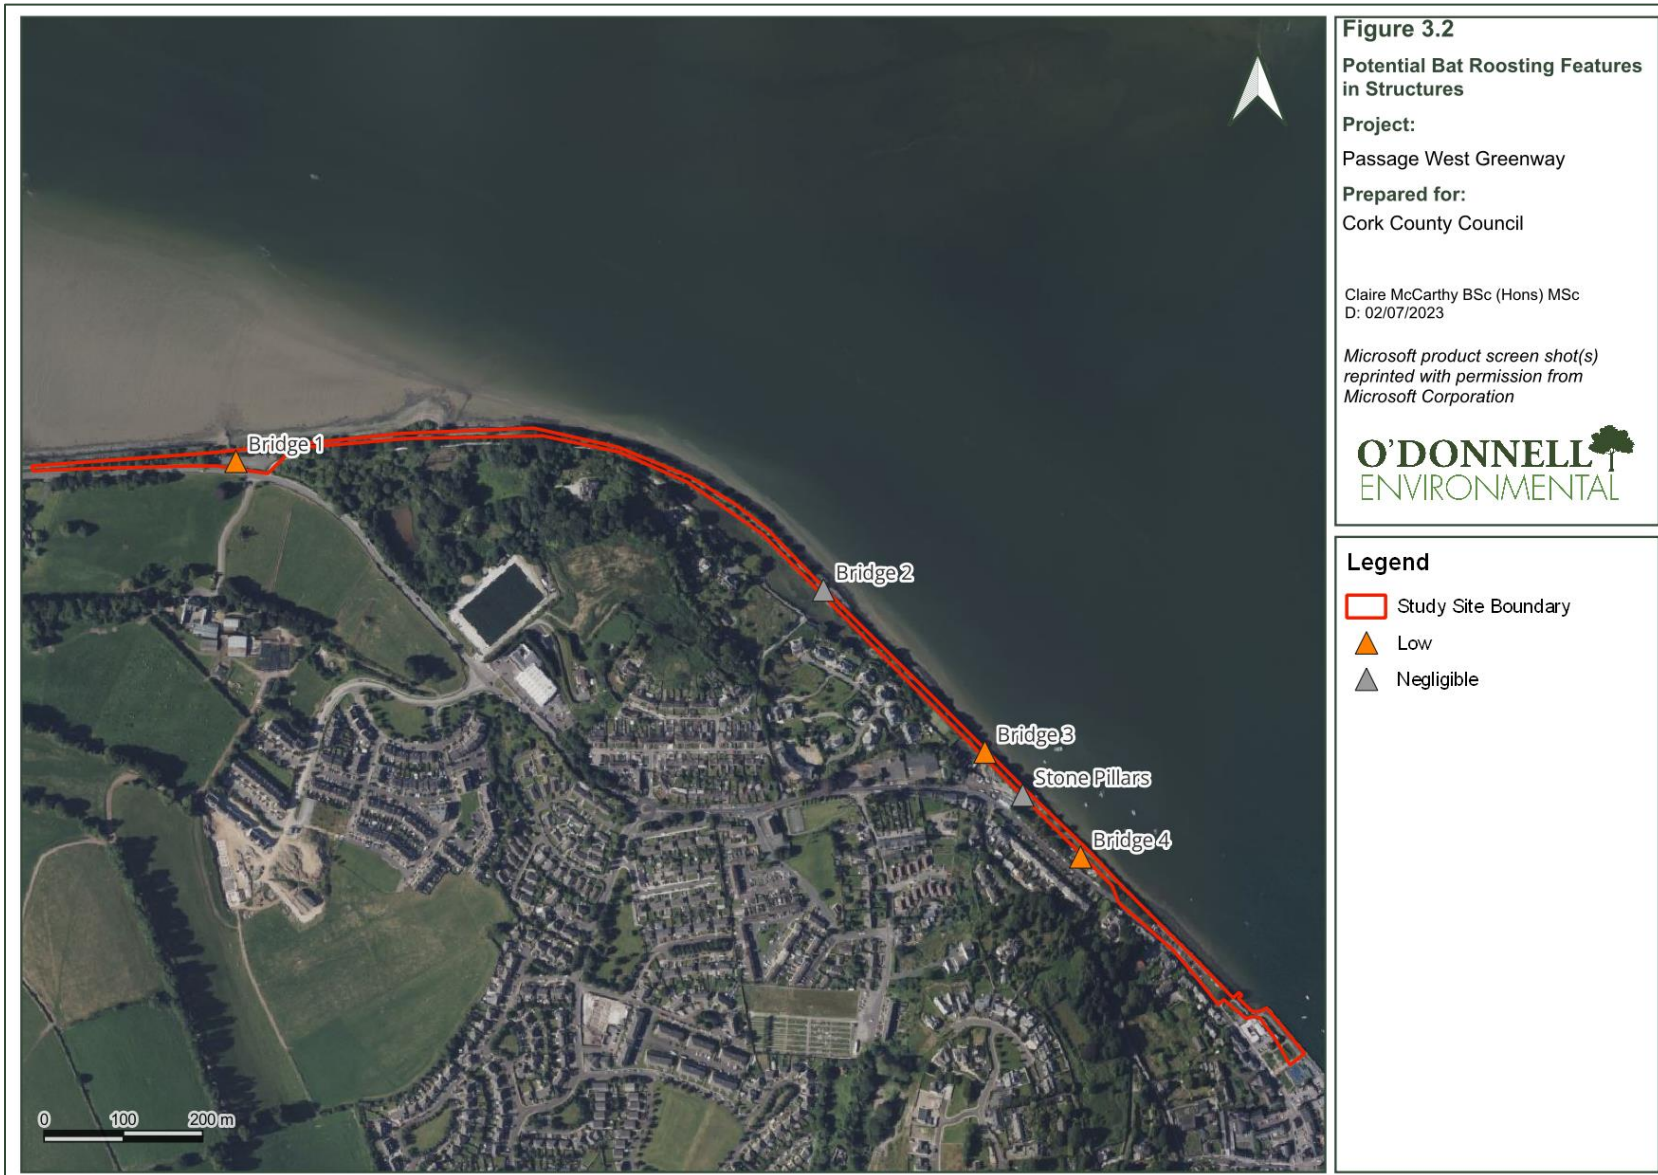 Figure 3.2
Potential Bat Roosting Features
in Structures
Project:
Passage West Greenway
Prepared for:
Cork County Council
Claire McCarthy BSc (Hons) MSc
D: 02/07/2023
Microsoft product screen shot(s)
reprinted with permission from
Microsoft Corporation
O'DONNELL
ENVIRONMENTAL
Legend
Study Site Boundary
Low
Negligible
Bridge 1
Bridge 2
Bridge 3
Stone Pillars
Bridge 4
0 100 200 m